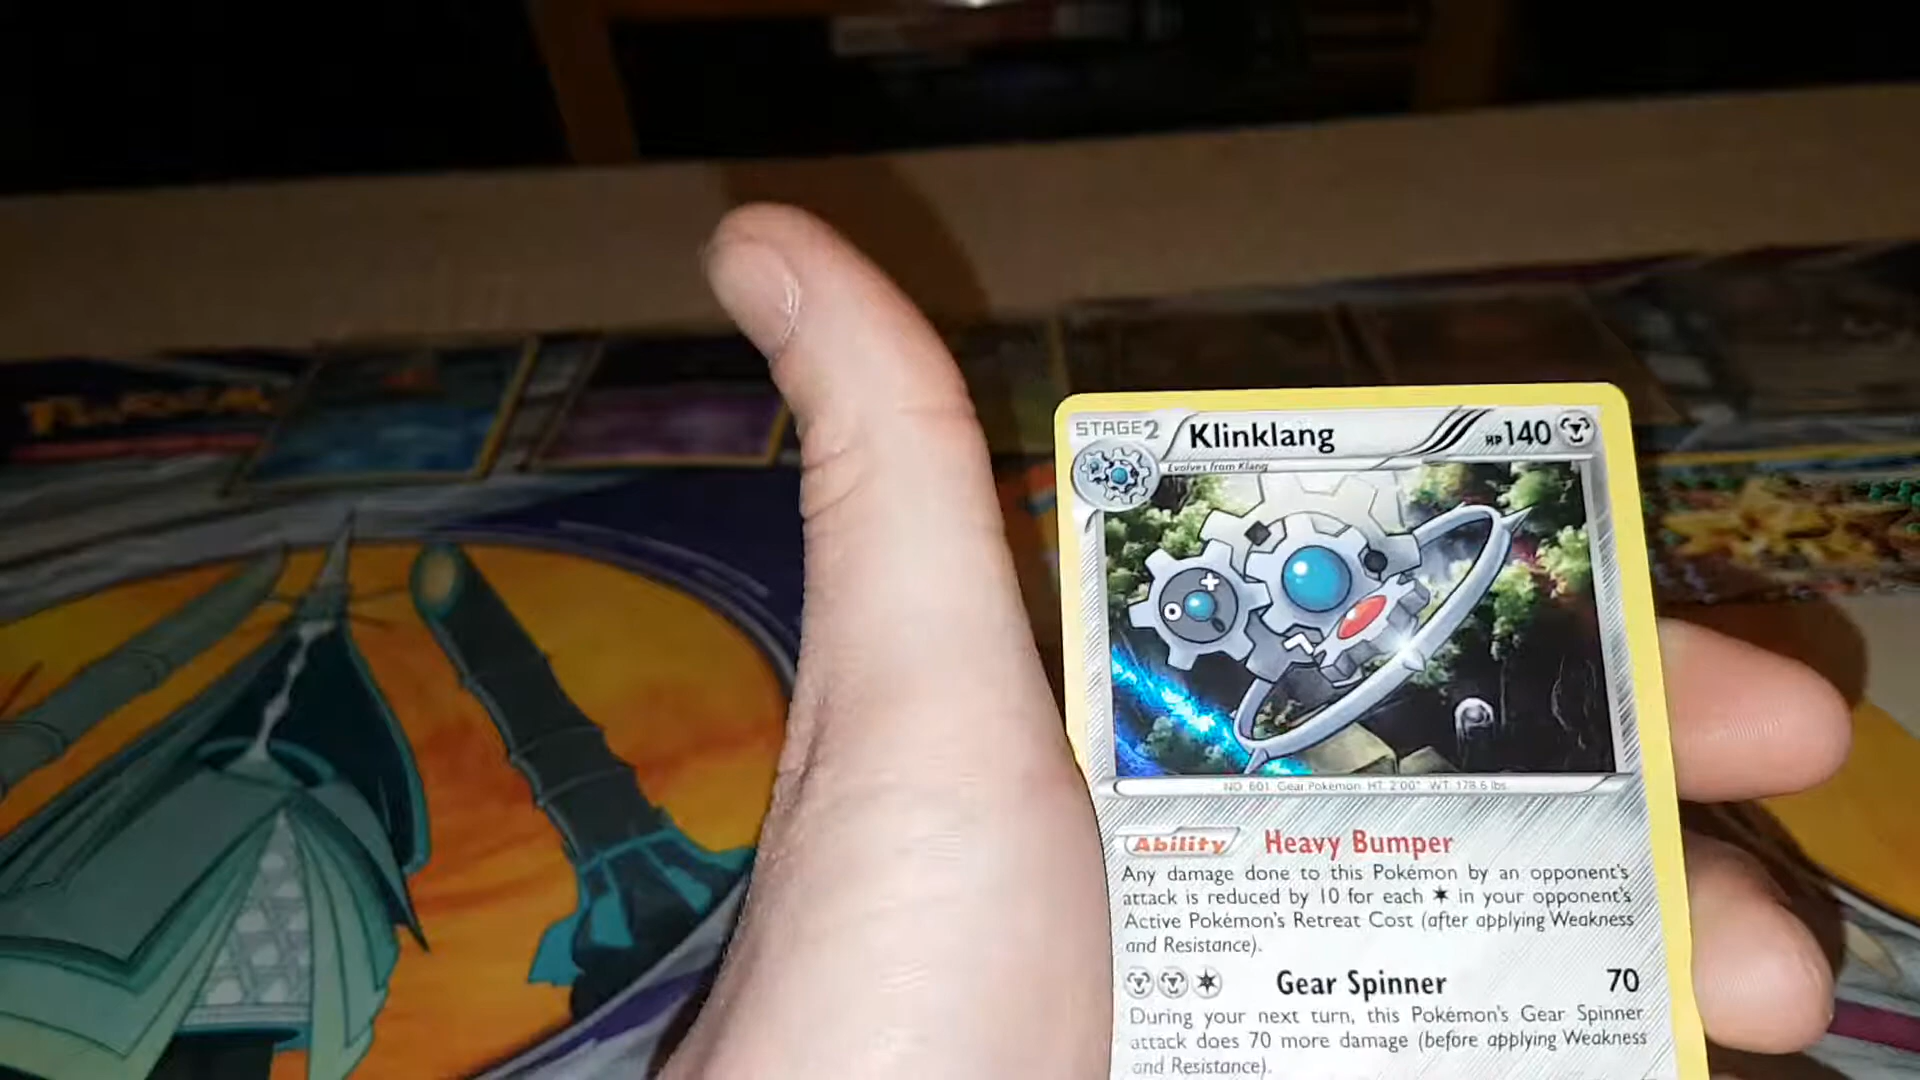 STAGE2 Klinklang HP140
Evolves from Klang
NO. 601 Gear Pokémon HT: 2'00" WT: 178.6 lbs.
Ability Heavy Bumper
Any damage done to this Pokémon by an opponent's
attack is reduced by 10 for each in your opponent's
Active Pokémon's Retreat Cost (after applying Weakness
and Resistance).
Gear Spinner 70
During your next turn, this Pokémon's Gear Spinner
attack does 70 more damage (before applying Weakness
and Resistance).